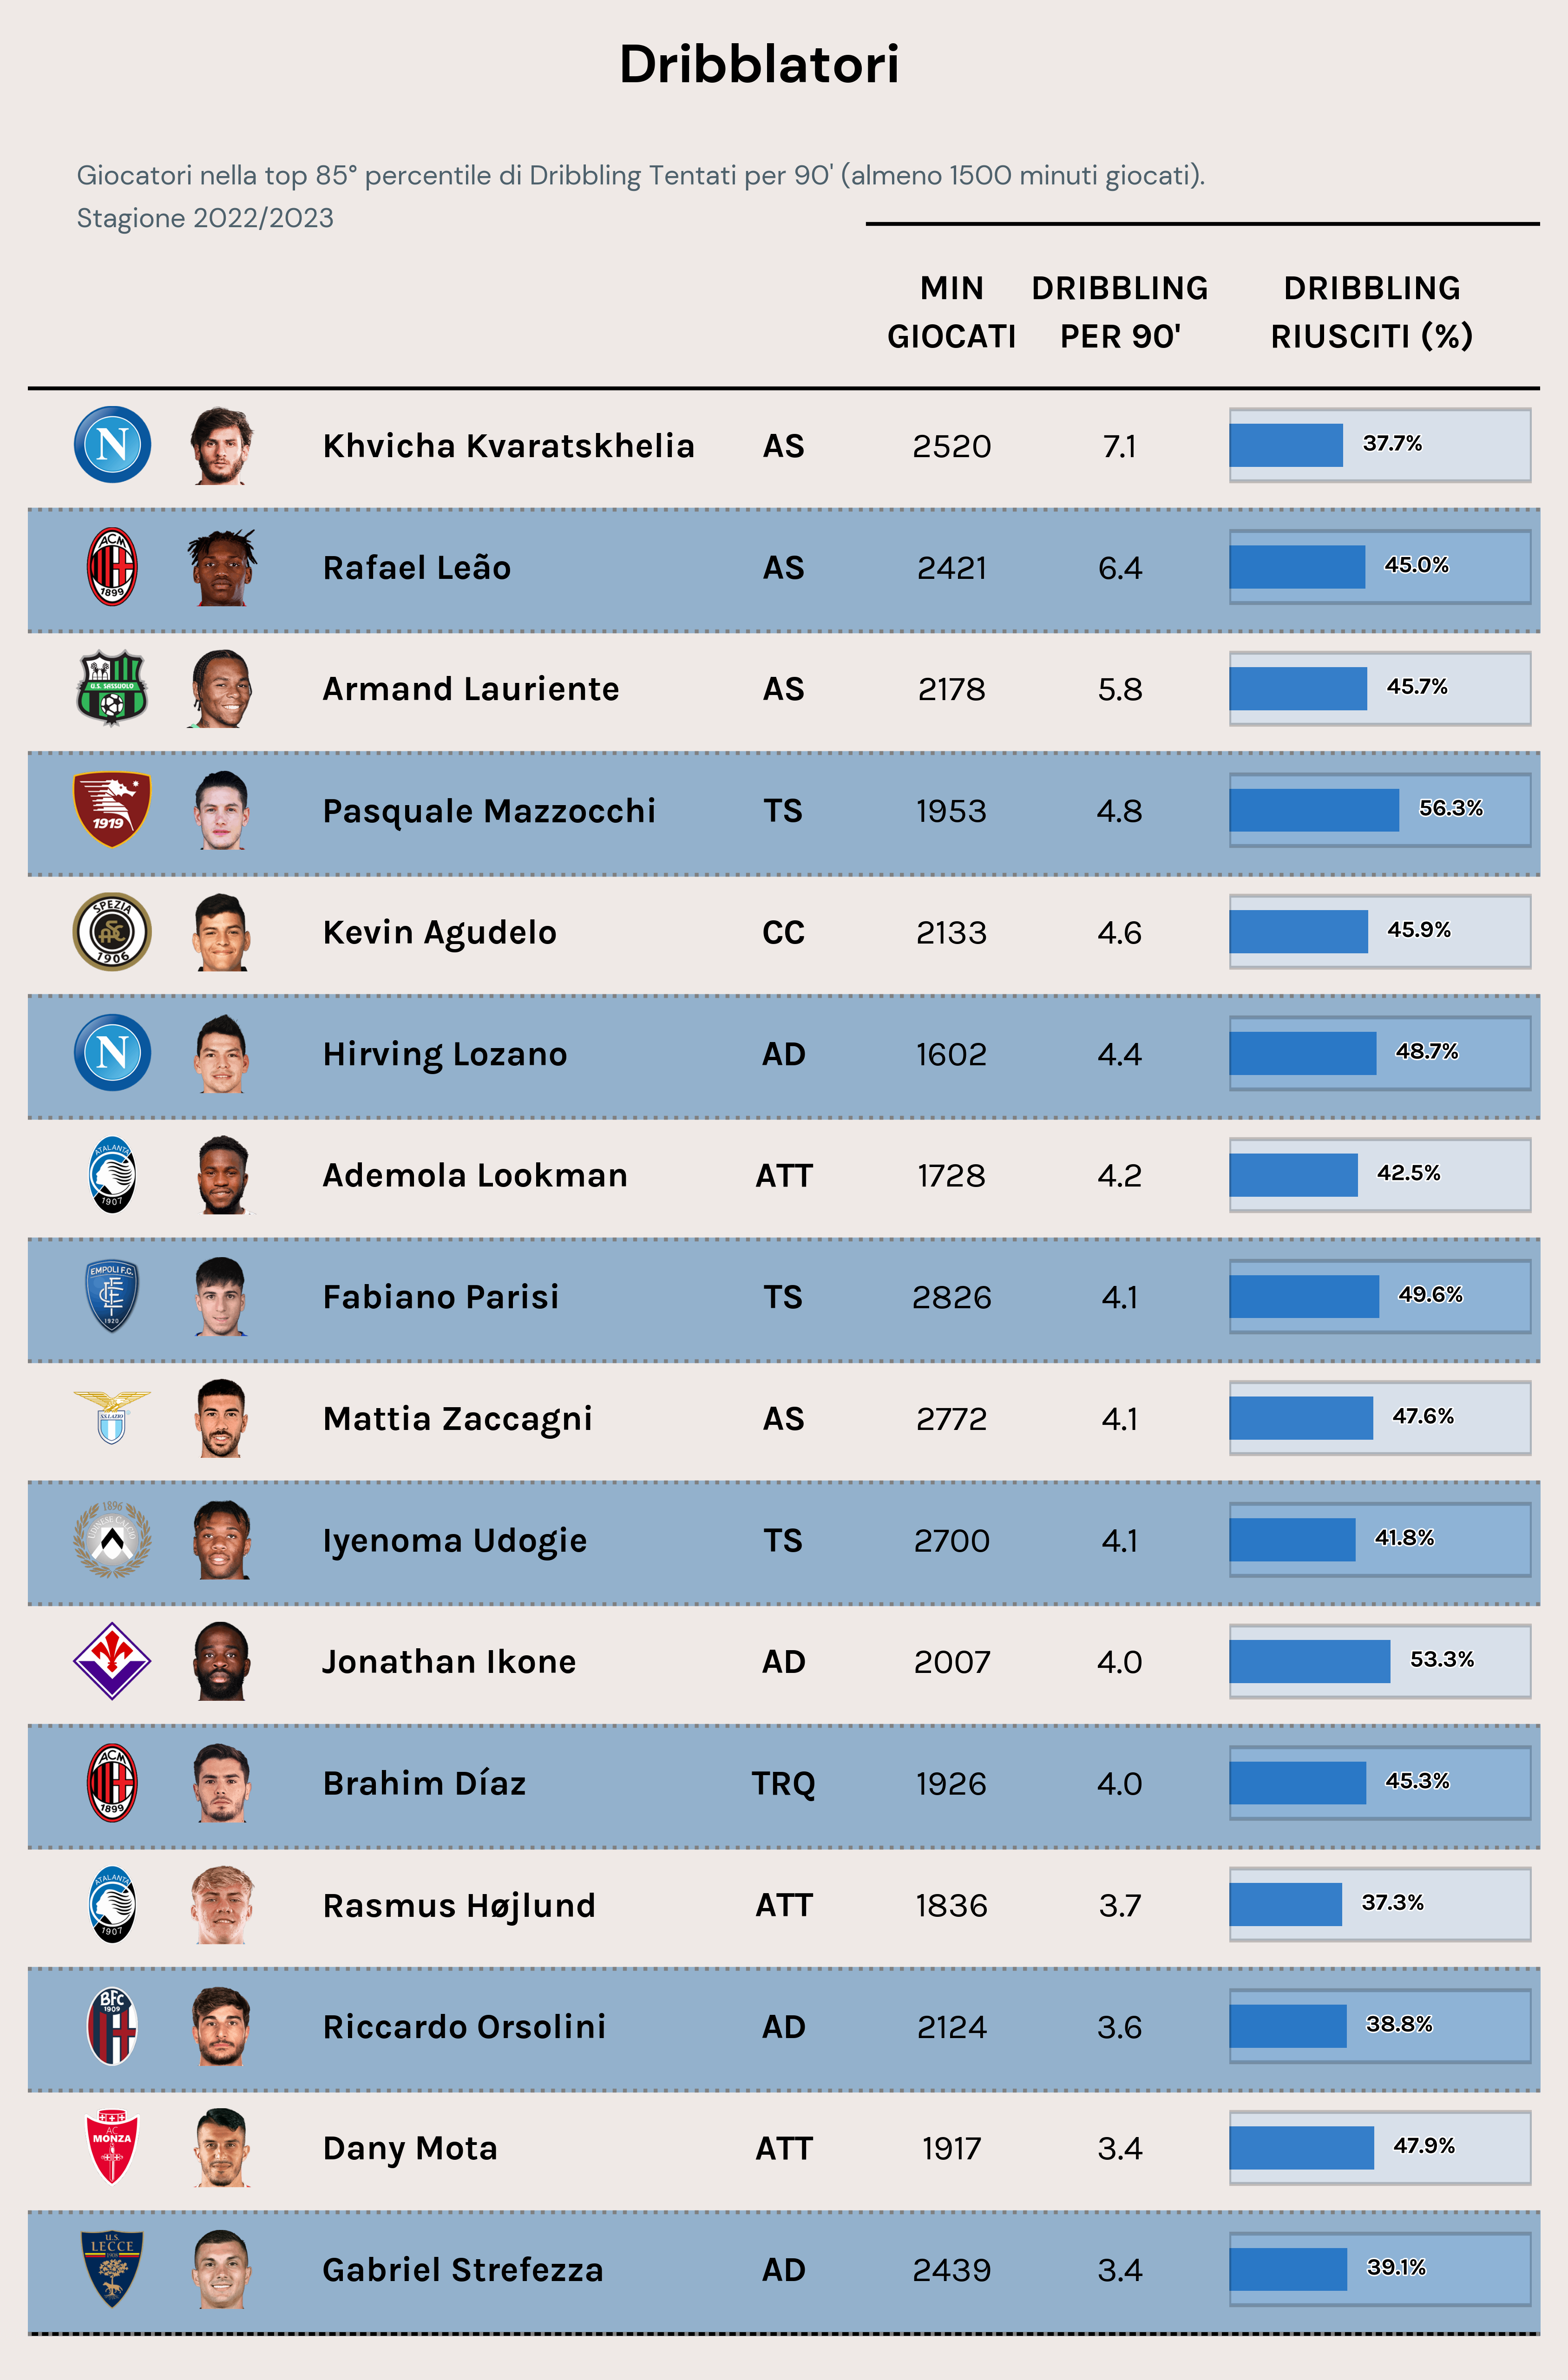 Dribblatori
Giocatori nella top 85° percentile di Dribbling Tentati per 90' (almeno 1500 minuti giocati).
Stagione 2022/2023
MIN DRIBBLING DRIBBLING
GIOCATI PER 90' RIUSCITI (%)
N Khvicha Kvaratskhelia AS 2520 7.1 37.7%
ACM 1899 Rafael Leão AS 2421 6.4 45.0%
U.S. SASSUOLO Armand Lauriente AS 2178 5.8 45.7%
1919 Pasquale Mazzocchi TS 1953 4.8 56.3%
SPEZIA 1906 Kevin Agudelo CC 2133 4.6 45.9%
N Hirving Lozano AD 1602 4.4 48.7%
ATALANTA 1907 Ademola Lookman ATT 1728 4.2 42.5%
EMPOLI F.C. 1920 Fabiano Parisi TS 2826 4.1 49.6%
S.S.LAZIO Mattia Zaccagni AS 2772 4.1 47.6%
1896 UDINESE CALCIO Iyenoma Udogie TS 2700 4.1 41.8%
Jonathan Ikone AD 2007 4.0 53.3%
ACM 1899 Brahim Díaz TRQ 1926 4.0 45.3%
ATALANTA 1907 Rasmus Højlund ATT 1836 3.7 37.3%
BFC 1909 Riccardo Orsolini AD 2124 3.6 38.8%
AC MONZA Dany Mota ATT 1917 3.4 47.9%
U.S. LECCE Gabriel Strefezza AD 2439 3.4 39.1%